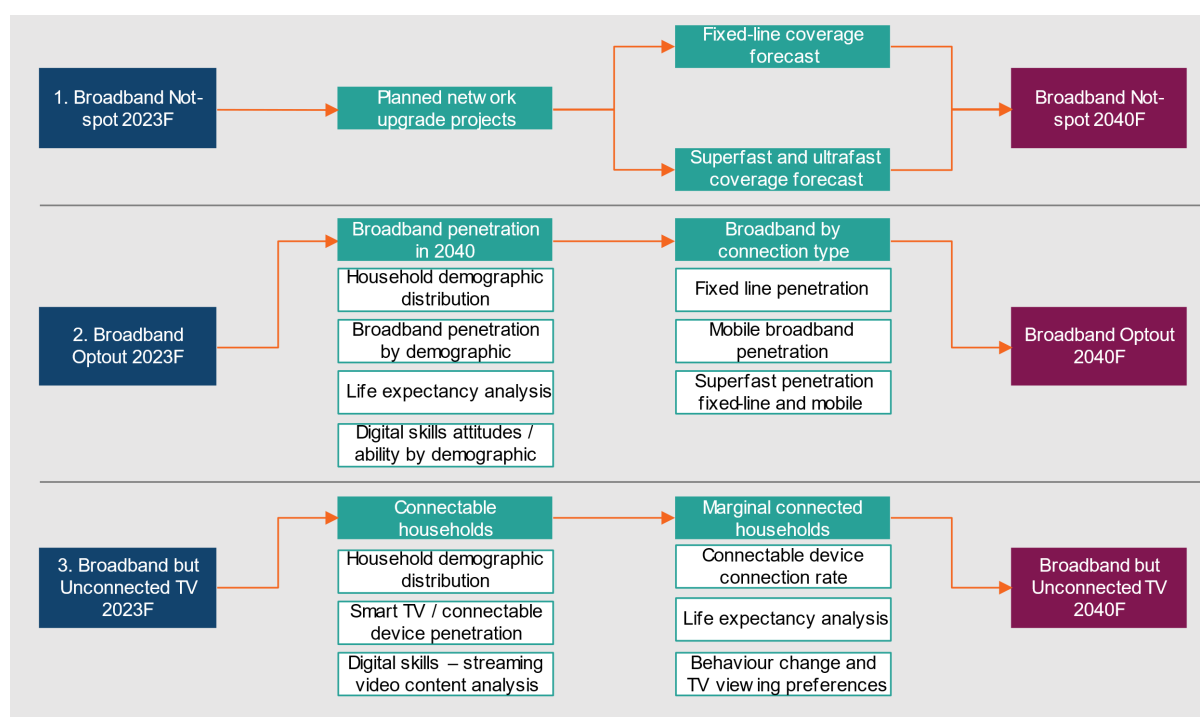 1. Broadband Not-
spot 2023F
Planned network
upgrade projects
Fixed-line coverage
forecast
Superfast and ultrafast
coverage forecast
Broadband Not-
spot 2040F
2. Broadband
Optout 2023F
Broadband penetration
in 2040
Household demographic
distribution
Broadband penetration
by demographic
Life expectancy analysis
Digital skills attitudes /
ability by demographic
Broadband by
connection type
Fixed line penetration
Mobile broadband
penetration
Superfast penetration
fixed-line and mobile
Broadband Optout
2040F
3. Broadband but
Unconnected TV
2023F
Connectable
households
Household demographic
distribution
Smart TV / connectable
device penetration
Digital skills – streaming
video content analysis
Marginal connected
households
Connectable device
connection rate
Life expectancy analysis
Behaviour change and
TV viewing preferences
Broadband but
Unconnected TV
2040F